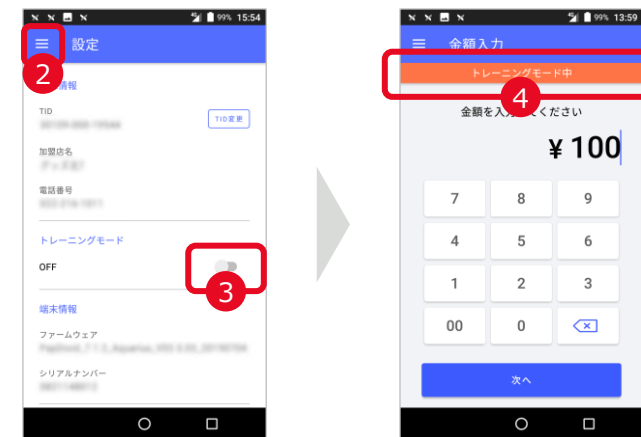 99% 15:54
設定
2
情報
TID
TID変更
加盟店名
電話番号
トレーニングモード
OFF
3
端末情報
ファームウェア
シリアルナンバー
99% 13:59
金額入力
トレーニングモード中
4
金額を入力してください
¥ 100
7 8 9
4 5 6
1 2 3
00 0
次へ